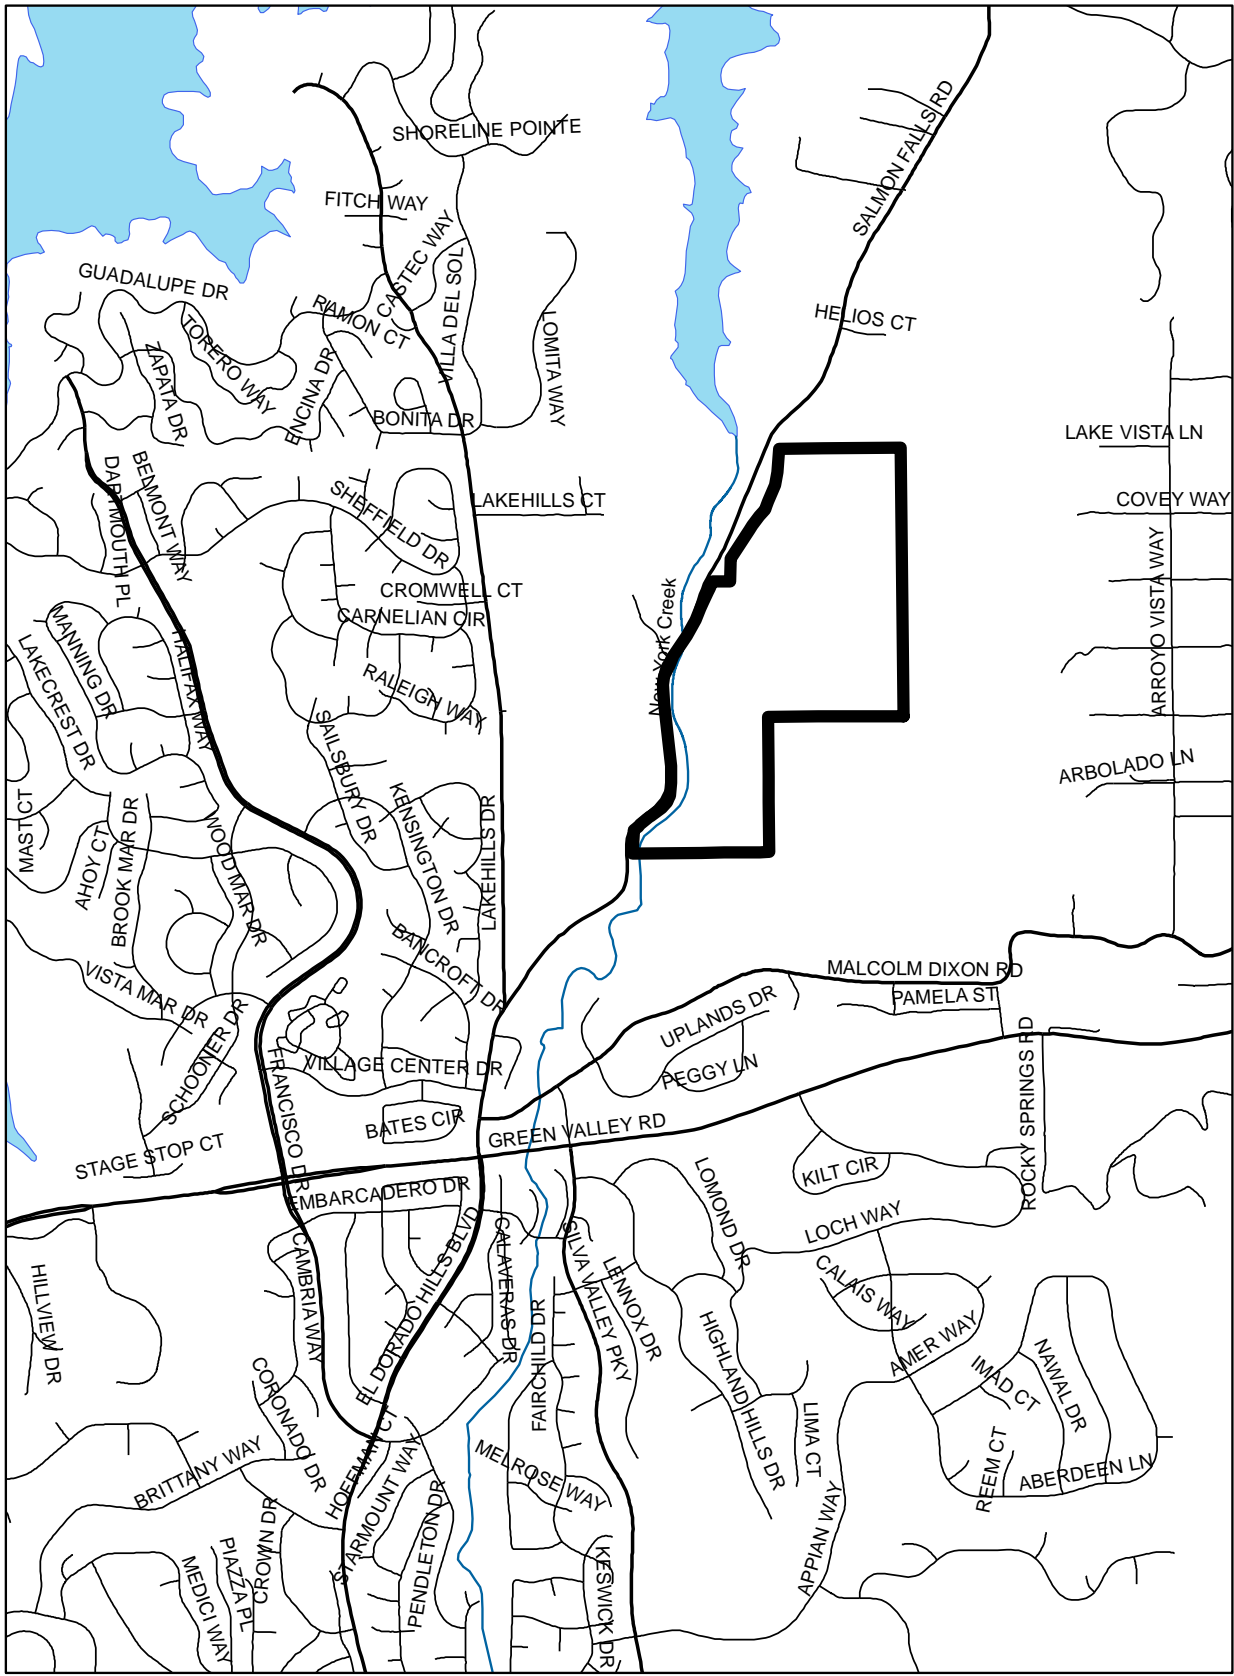 SHORELINE POINTE
SALMON FALLS RD
FITCH WAY
CASTEC WAY
VILLA DEL SOL
GUADALUPE DR
RAMON CT
TORERO WAY
ZAPATA DR
ENCINA DR
LOMITA WAY
HELIOS CT
BONITA DR
LAKE VISTA LN
DARTMOUTH PL
BELMONT WAY
SHEFFIELD DR
LAKEHILLS CT
COVEY WAY
CROMWELL CT
CARNELIAN CIR
New York Creek
ARROYO VISTA WAY
MANNING DR
LAKECREST DR
HALIFAX WAY
RALEIGH WAY
SAILSBURY DR
ARBOLADO LN
MAST CT
AHOY CT
BROOK MAR DR
WOOD MAR DR
KENSINGTON DR
LAKEHILLS DR
BANCROFT DR
VISTA MAR DR
SCHOONER DR
MALCOLM DIXON RD
PAMELA ST
UPLANDS DR
PEGGY LN
VILLAGE CENTER DR
FRANCISCO DR
BATES CIR
GREEN VALLEY RD
ROCKY SPRINGS RD
STAGE STOP CT
EMBARCADERO DR
KILT CIR
LOMOND DR
LOCH WAY
HILLVIEW DR
CAMBRIA WAY
EL DORADO HILLS BLVD
CALAVERAS DR
SILVA VALLEY PKY
LENNOX DR
CALAIS WAY
AMER WAY
FAIRCHILD DR
HIGHLAND HILLS DR
IMAD CT
NAWAL DR
CORONADO DR
HOFFMAN CT
LIMA CT
BRITTANY WAY
STARMOUNT WAY
MELROSE WAY
REEM CT
ABERDEEN LN
CROWN DR
PENDLETON DR
APPIAN WAY
PIAZZA PL
MEDICI WAY
KESWICK DR